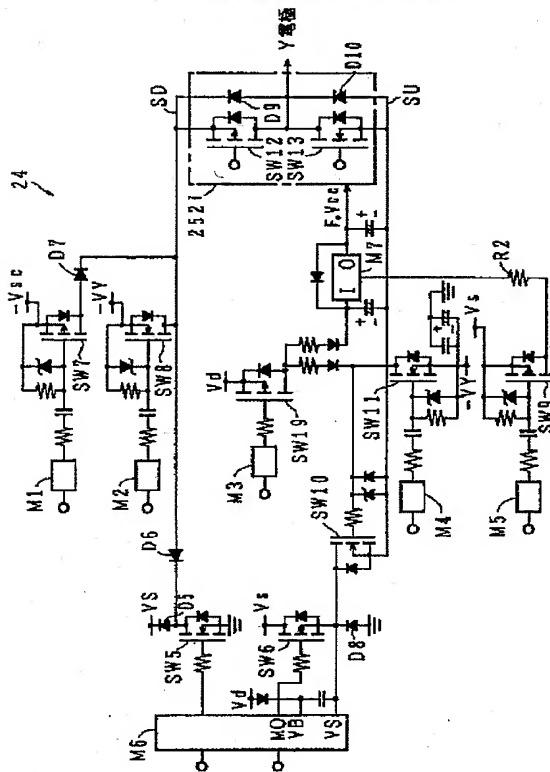 24
M1
-Vsc
D7
SW7
M2
-VY
SW8
D6
SD
2527
SW12
D9
Y電極
D10
SW13
SU
F.Vcc
VS
D5
SW5
Vd
M3
SW19
I
O
M7
R2
M6
Vd
MO
VB
VS
Vs
SW6
D8
SW10
SW11
-VY
M4
Vs
M5
SW9